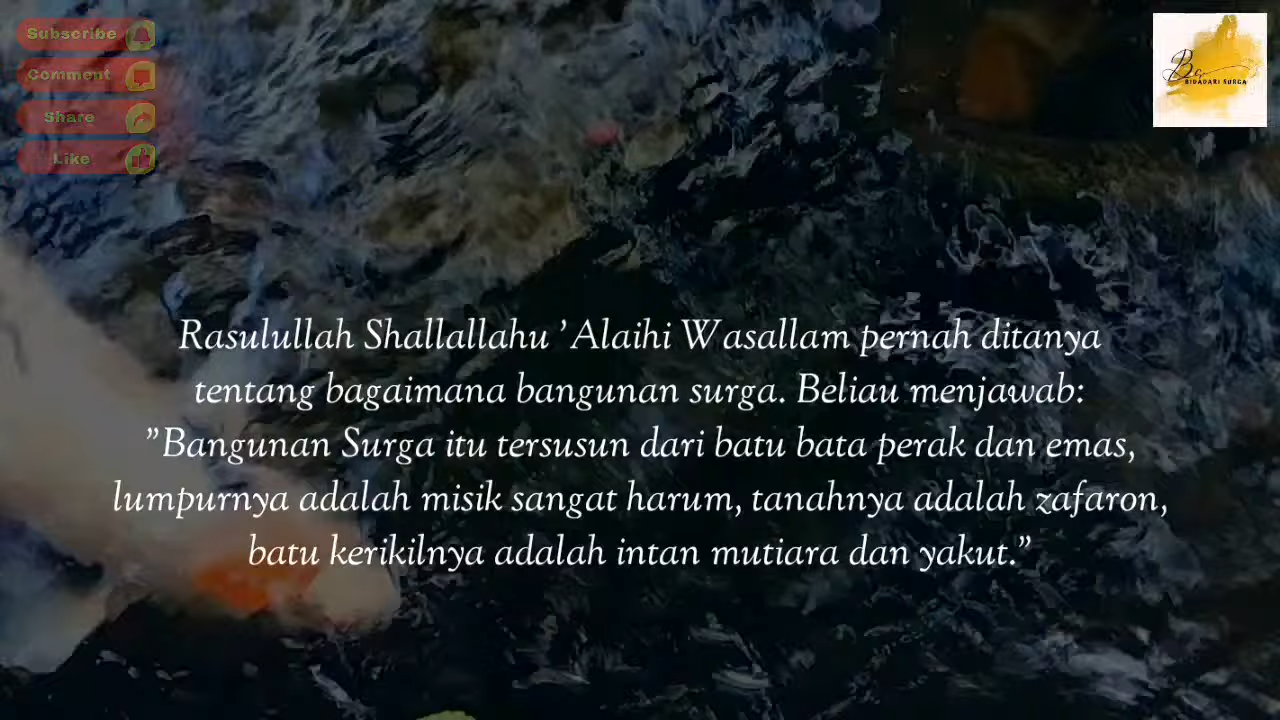 Subscribe
Comment
Share
Like
BIDADARI SURGA
Rasulullah Shallallahu 'Alaihi Wasallam pernah ditanya
tentang bagaimana bangunan surga. Beliau menjawab:
"Bangunan Surga itu tersusun dari batu bata perak dan emas,
lumpurnya adalah misik sangat harum, tanahnya adalah zafaron,
batu kerikilnya adalah intan mutiara dan yakut."